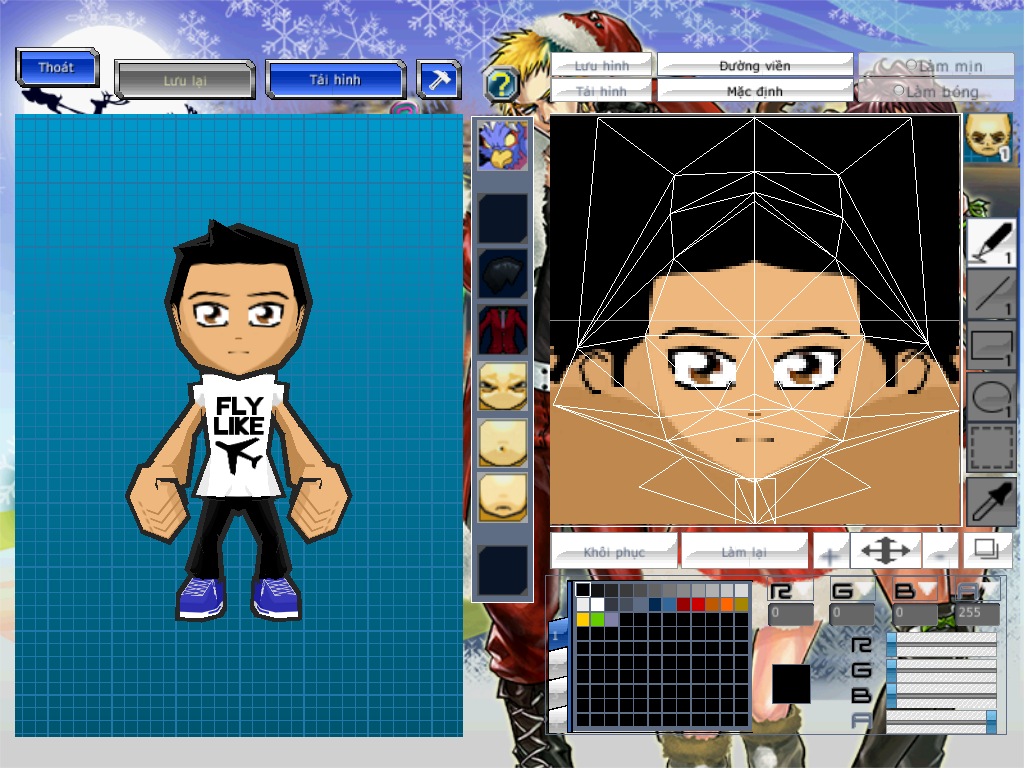 Thoát
Lưu lại
Tải hình
?
Lưu hình
Đường viền
Làm mịn
Tải hình
Mặc định
Làm bóng
1
FLY
LIKE
1
1
1
1
Khôi phục
+
Làm lại
-
R
G
B
A
0
0
0
255
1
R
G
B
A